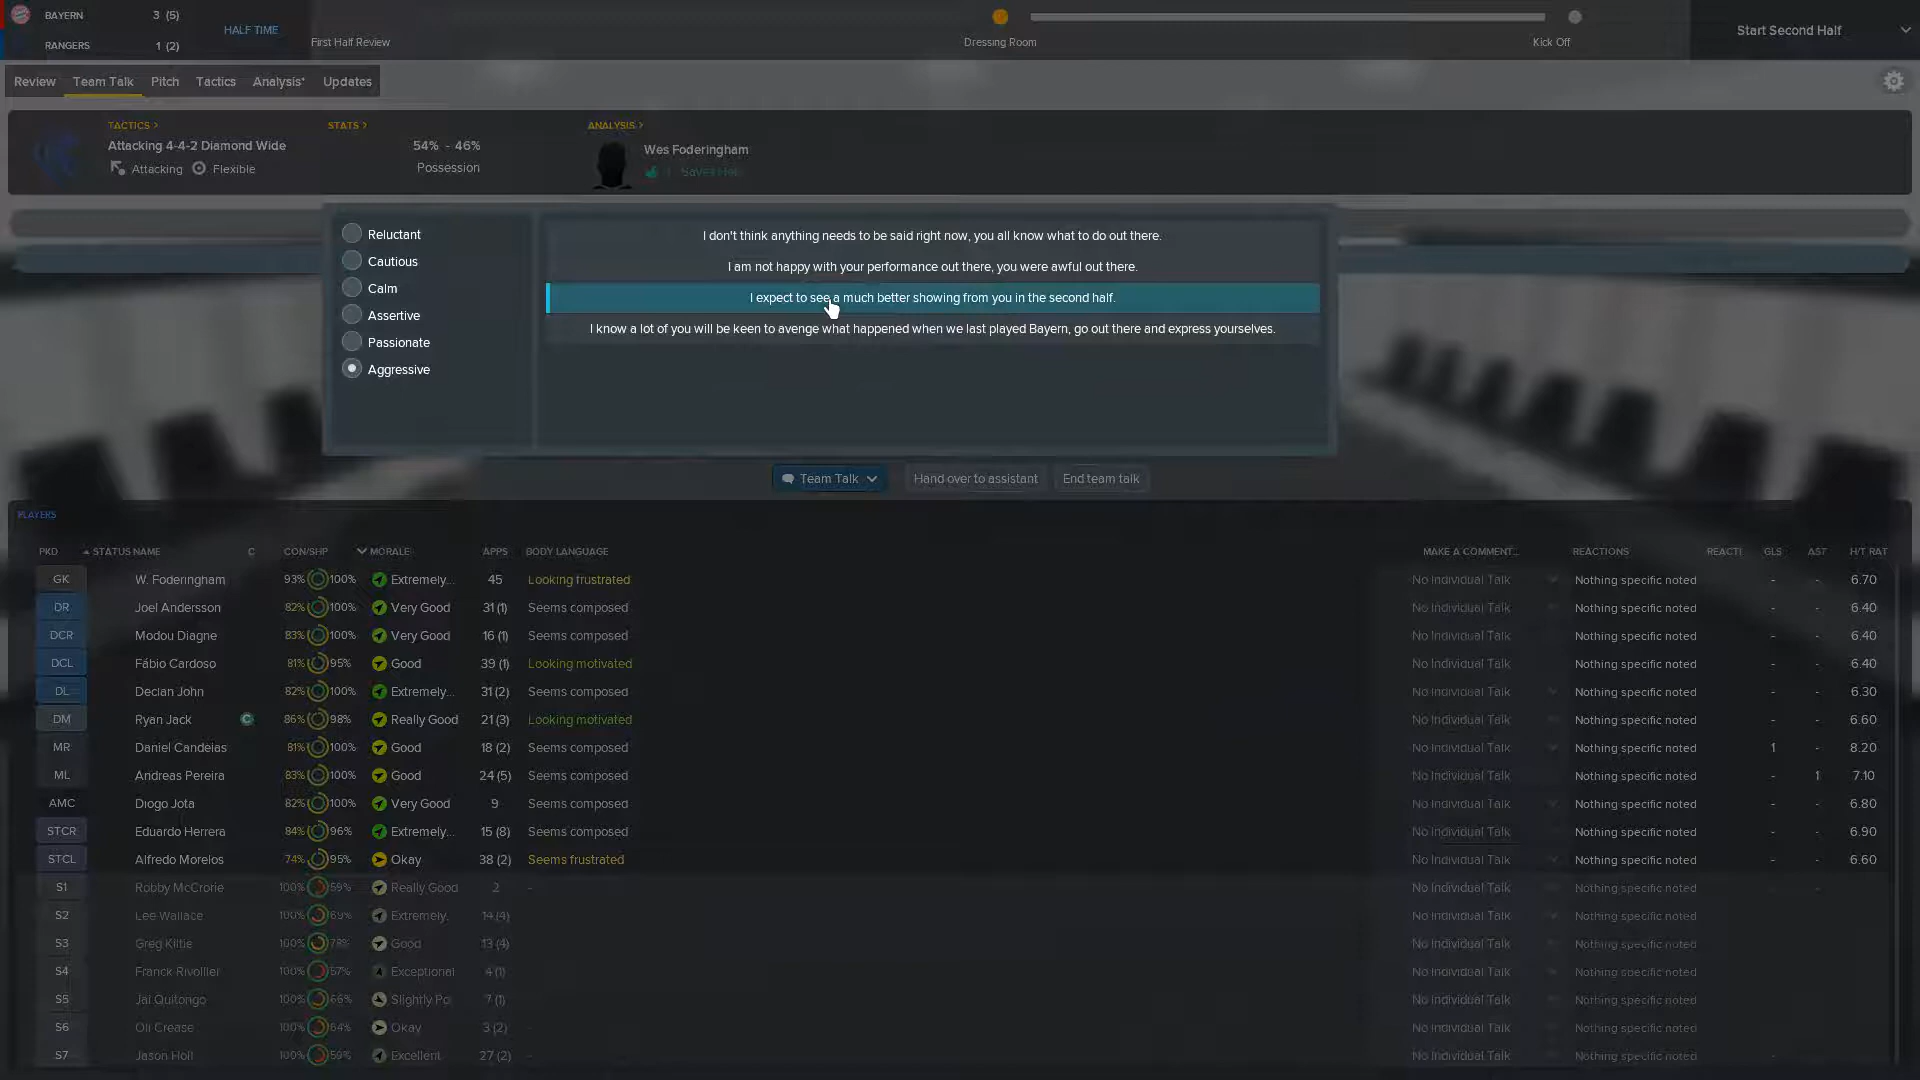 BAYERN 3 (5)
RANGERS 1 (2)
HALF TIME
First Half Review
Dressing Room
Kick Off
Start Second Half
Review Team Talk Pitch Tactics Analysis* Updates
TACTICS >
Attacking 4-4-2 Diamond Wide
Attacking Flexible
STATS >
54% - 46%
Possession
ANALYSIS >
Wes Foderingham
Reluctant
Cautious
Calm
Assertive
Passionate
Aggressive
I don't think anything needs to be said right now, you all know what to do out there.
I am not happy with your performance out there, you were awful out there.
I expect to see a much better showing from you in the second half.
I know a lot of you will be keen to avenge what happened when we last played Bayern, go out there and express yourselves.
Team Talk Hand over to assistant End team talk
PLAYERS
PKD STATUS NAME C CON/SHP MORALE APPS BODY LANGUAGE MAKE A COMMENT... REACTIONS REACTI GLS AST H/T RAT
GK W. Foderingham 93% 100% Extremely... 45 Looking frustrated No Individual Talk Nothing specific noted - - 6.70
DR Joel Andersson 82% 100% Very Good 31 (1) Seems composed No Individual Talk Nothing specific noted - - 6.40
DCR Modou Diagne 83% 100% Very Good 16 (1) Seems composed No Individual Talk Nothing specific noted - - 6.40
DCL Fábio Cardoso 81% 95% Good 39 (1) Looking motivated No Individual Talk Nothing specific noted - - 6.40
DL Declan John 82% 100% Extremely... 31 (2) Seems composed No Individual Talk Nothing specific noted - - 6.30
DM Ryan Jack C 86% 98% Really Good 21 (3) Looking motivated No Individual Talk Nothing specific noted - - 6.60
MR Daniel Candeias 81% 100% Good 18 (2) Seems composed No Individual Talk Nothing specific noted 1 - 8.20
ML Andreas Pereira 83% 100% Good 24 (5) Seems composed No Individual Talk Nothing specific noted - 1 7.10
AMC Diogo Jota 82% 100% Very Good 9 Seems composed No Individual Talk Nothing specific noted - - 6.80
STCR Eduardo Herrera 84% 96% Extremely... 15 (8) Seems composed No Individual Talk Nothing specific noted - - 6.90
STCL Alfredo Morelos 74% 95% Okay 38 (2) Seems frustrated No Individual Talk Nothing specific noted - - 6.60
S1 Robby McCrorie 100% 59% Really Good 2 - No Individual Talk Nothing specific noted - -
S2 Lee Wallace 100% 69% Extremely. 14 (4) No Individual Talk Nothing specific noted
S3 Greg Kiltie 100% 78% Good 13 (4) No Individual Talk Nothing specific noted
S4 Franck Rivollier 100% 57% Exceptional 4 (1) No Individual Talk Nothing specific noted
S5 Jai Quitongo 100% 66% Slightly Po 7 (1) No Individual Talk Nothing specific noted
S6 Oli Crease 100% 64% Okay 3 (2) - No Individual Talk Nothing specific noted
S7 Jason Holt 100% 59% Excellent 27 (2) - No Individual Talk Nothing specific noted - -